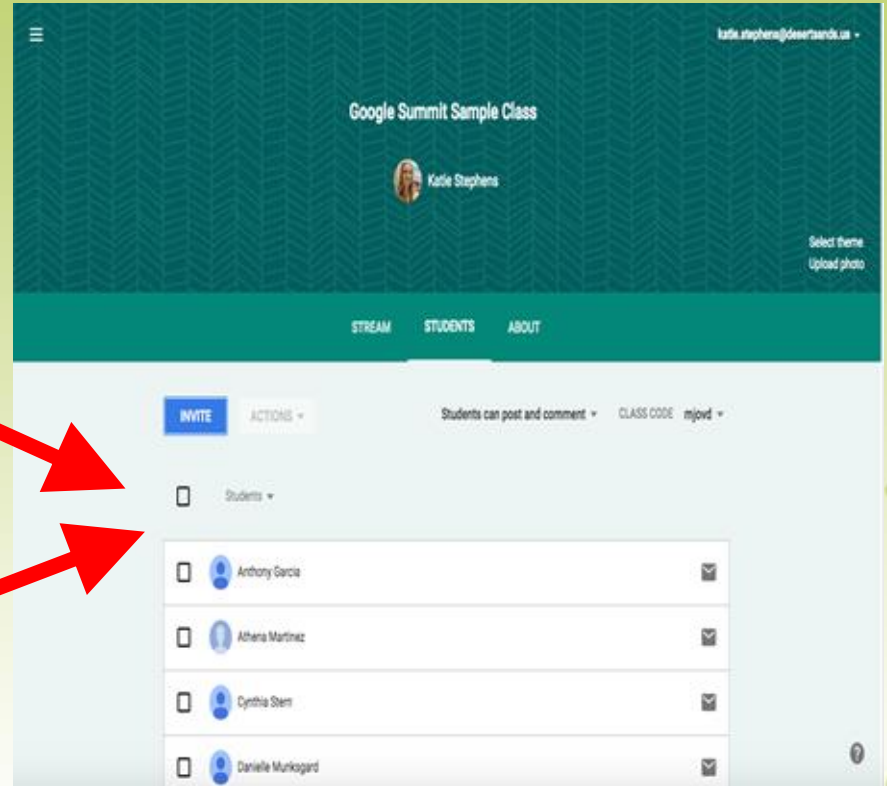 katie.stephens@desertsands.us
Google Summit Sample Class
Katie Stephens
Select theme
Upload photo
STREAM STUDENTS ABOUT
INVITE ACTIONS Students can post and comment CLASS CODE mjovd
Students
Anthony Garcia
Athena Martinez
Cynthia Stern
Danielle Munksgard
?